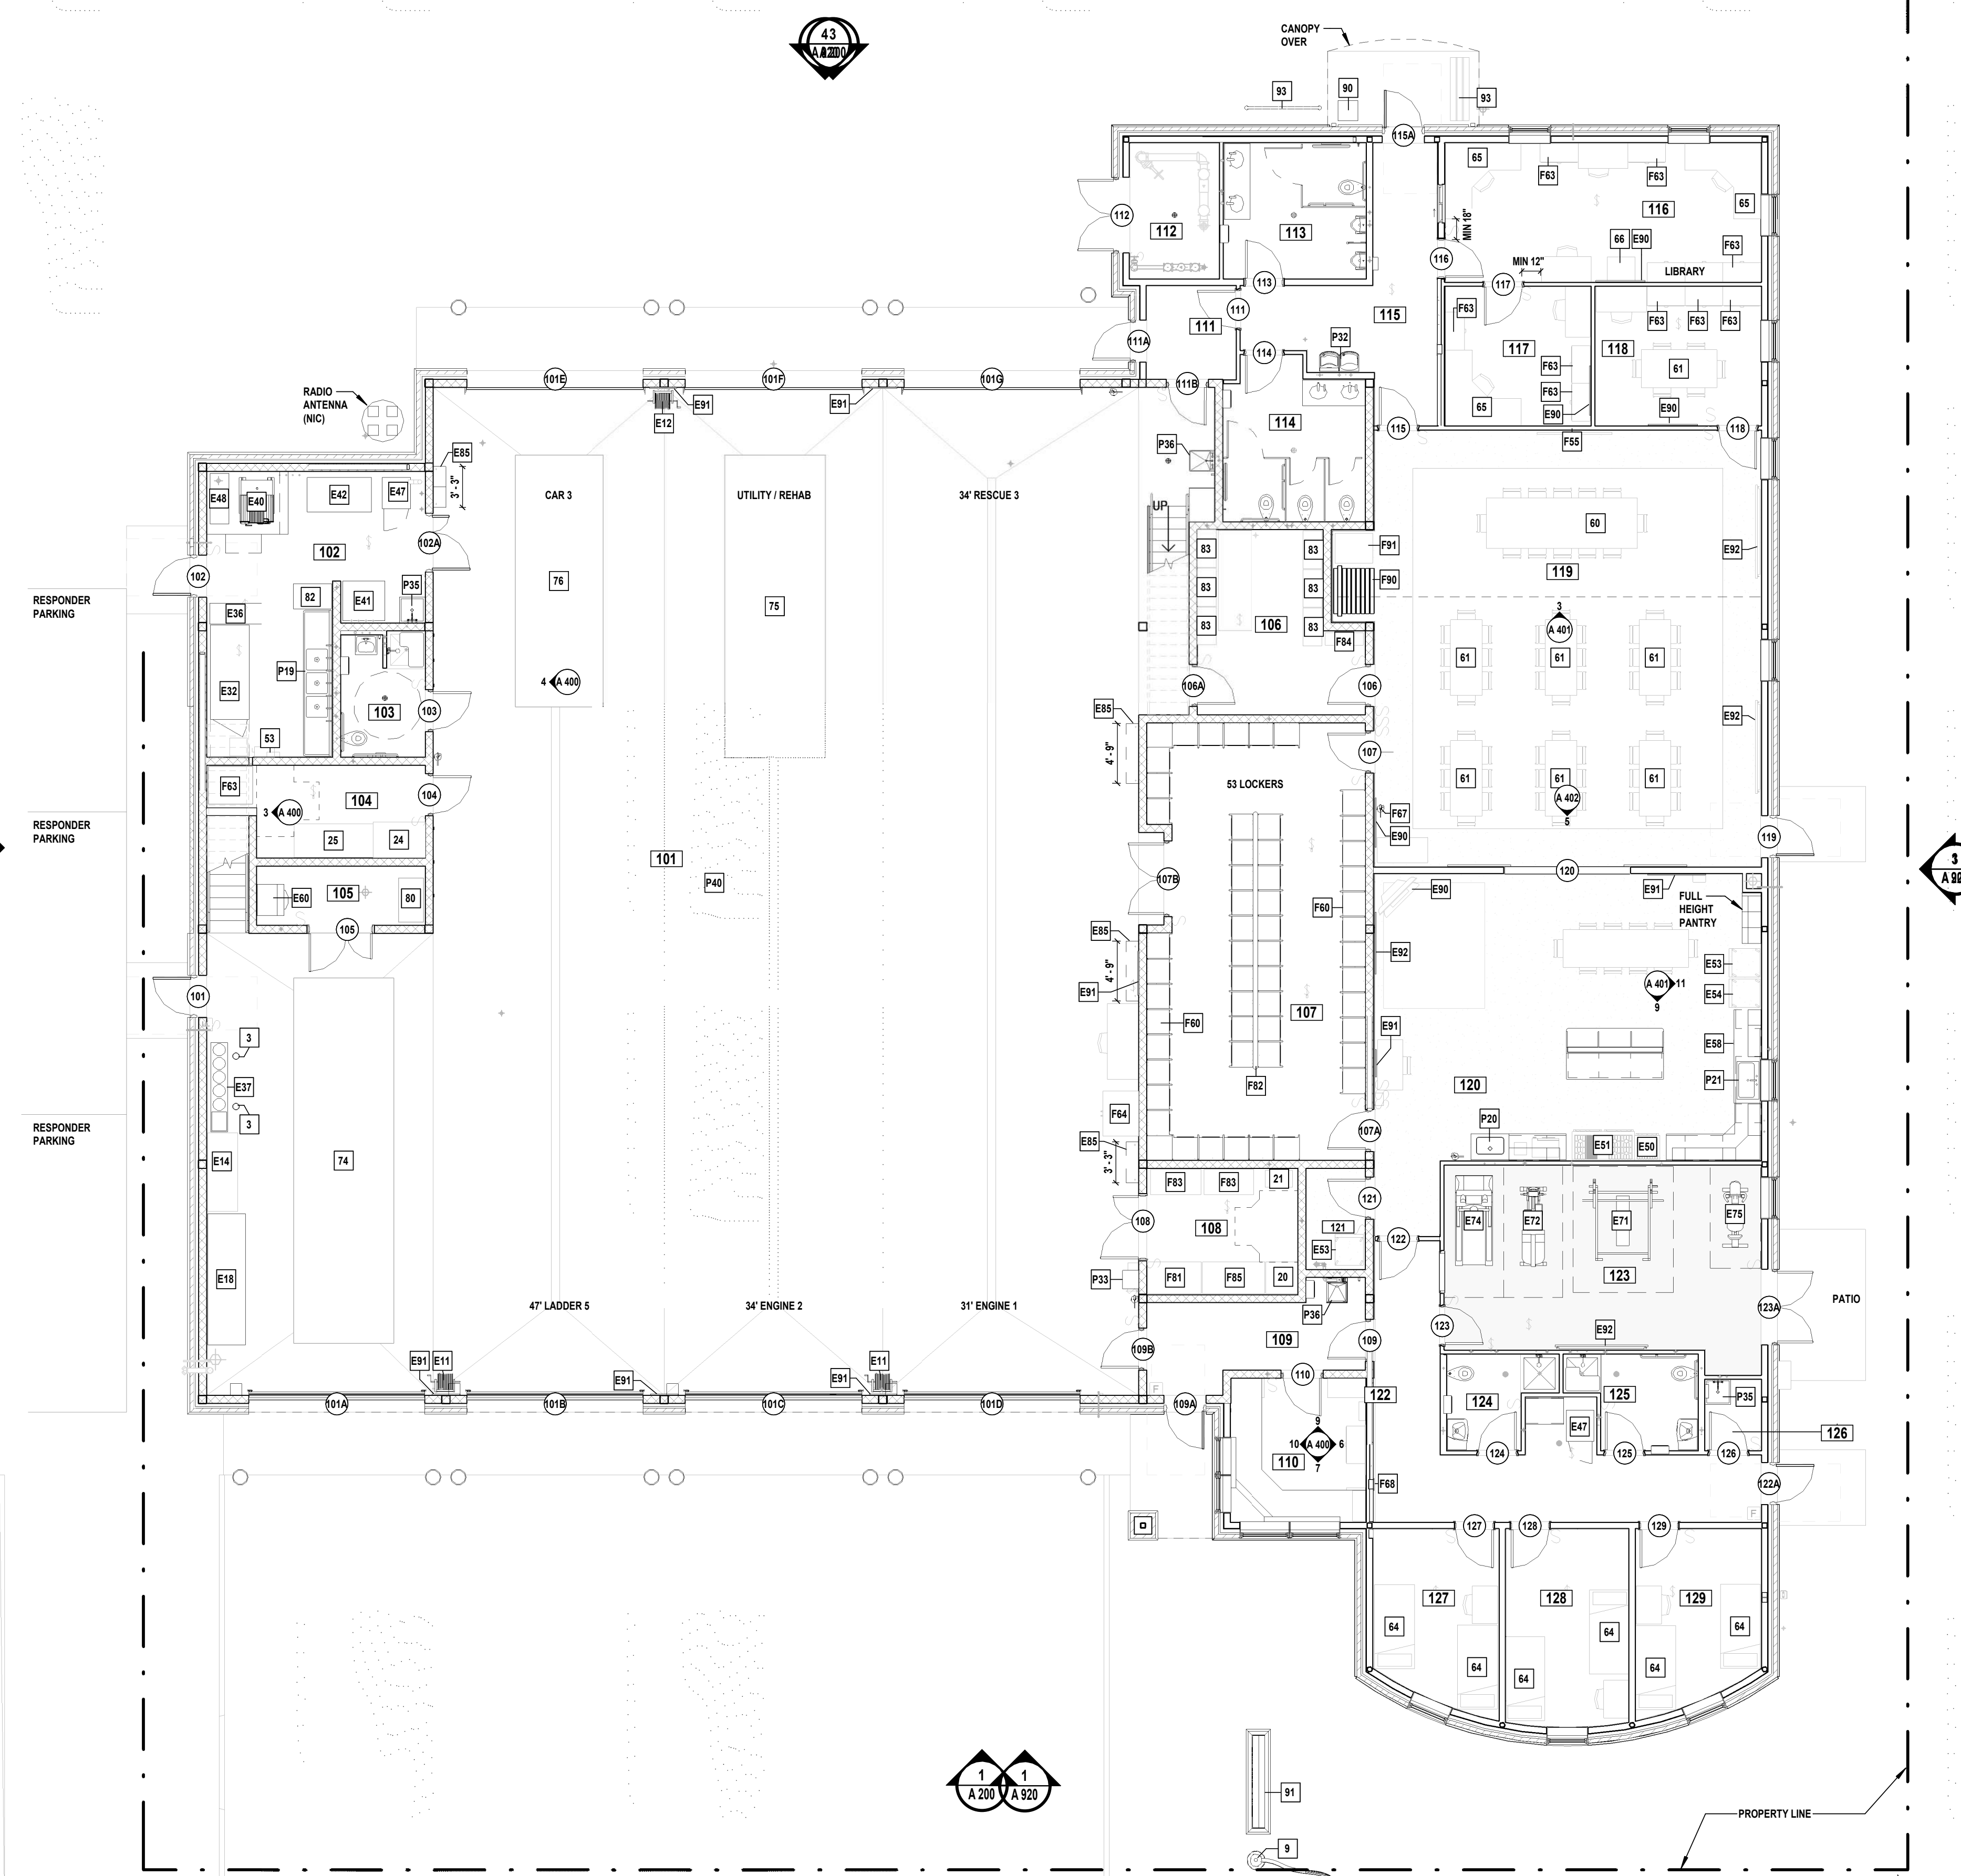 43
A 200
CANOPY
OVER
93
90
93
115A
65
F63
F63
65
112
112
113
116
MIN 18"
116
66
E90
F63
MIN 12"
LIBRARY
117
113
111
111
115
F63
F63
F63
F63
111A
P32
114
117
118
61
F63
F63
E90
E90
65
101E
101F
101G
111B
RADIO
ANTENNA
(NIC)
E91
E12
E91
114
P36
115
F55
118
E85
3' - 3"
E48
E40
E42
E47
CAR 3
UTILITY / REHAB
34' RESCUE 3
UP
60
102
102A
83
83
F91
E92
102
76
83
83
F90
119
RESPONDER
PARKING
82
E41
P35
75
E36
83
106
83
F84
3
A 401
P19
4
A 400
61
61
61
E32
103
103
106A
106
E85
E92
53
4' - 9"
107
F63
104
104
53 LOCKERS
61
61
61
3
A 400
A 402
5
RESPONDER
PARKING
25
24
F67
E90
119
101
107B
120
3
P40
E90
E91
E60
105
80
F60
FULL
HEIGHT
PANTRY
105
E85
4' - 9"
E92
E53
101
E91
A 401
11
9
E54
107
F60
E91
E58
3
E37
3
F82
120
P21
RESPONDER
PARKING
F64
107A
P20
E85
3' - 3"
E51
E50
E14
74
F83
F83
21
121
108
108
121
E74
E72
E71
E75
E53
122
E18
P33
F81
F85
20
123
47' LADDER 5
34' ENGINE 2
31' ENGINE 1
P36
PATIO
109
109
123
123A
109B
E92
E91
E11
E91
E91
E11
110
101A
101B
101C
101D
109A
F
122
124
125
P35
E47
126
9
10
A 400
6
7
110
124
125
126
F68
122A
F
127
128
129
127
128
129
64
64
64
64
64
64
1
A 200
1
A 920
91
PROPERTY LINE
9